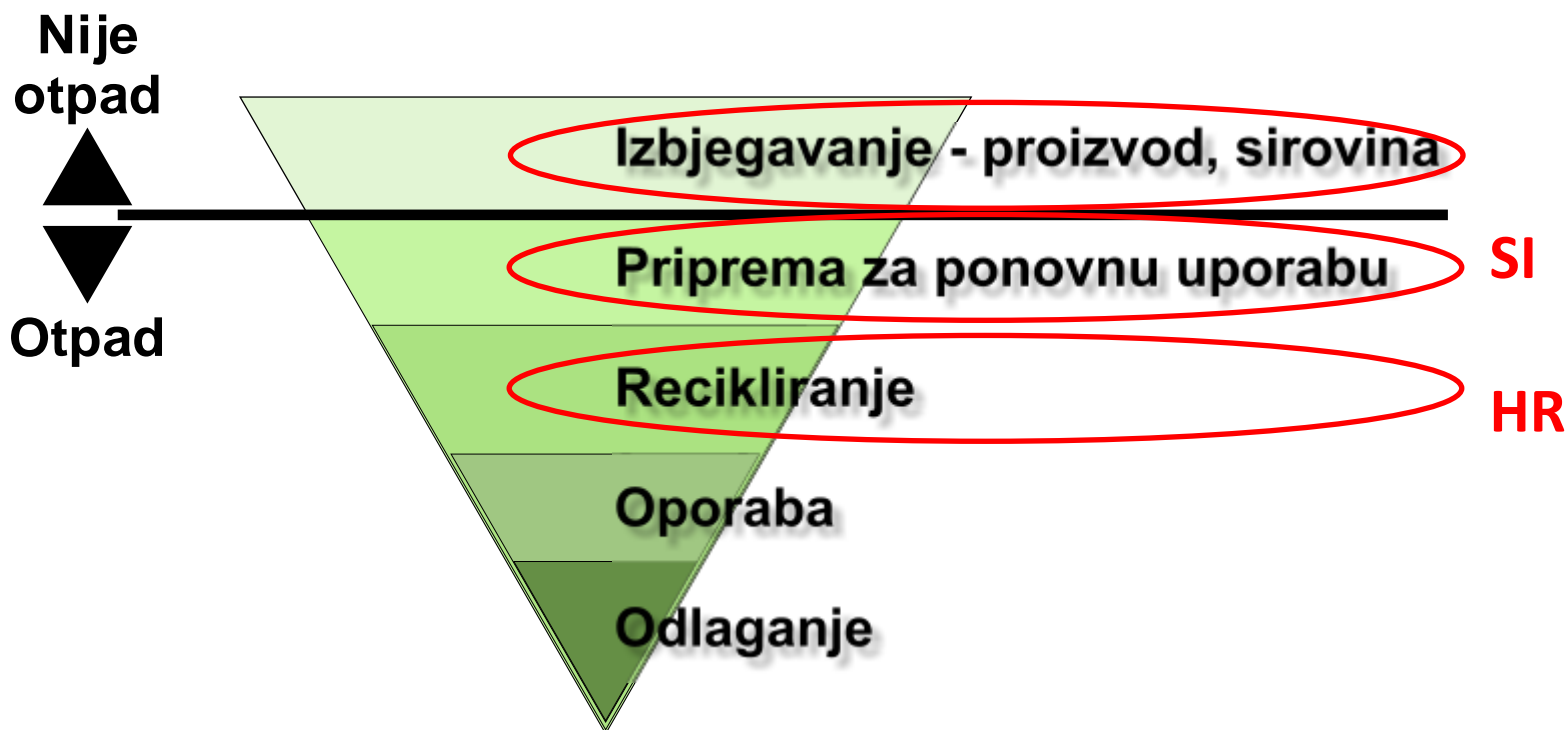 Nije
otpad
Izbjegavanje - proizvod, sirovina
Priprema za ponovnu uporabu
SI
Otpad
Recikliranje
HR
Oporaba
Odlaganje